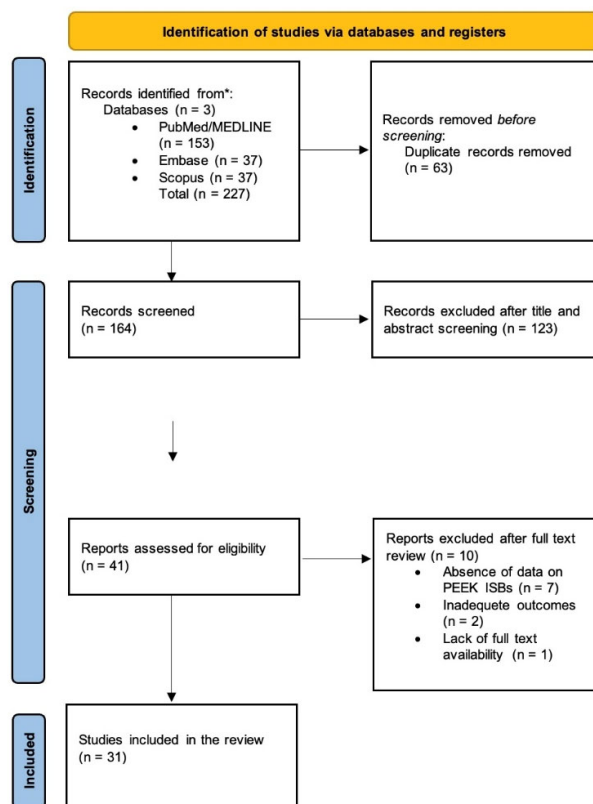 Identification of studies via databases and registers
Identification
Records identified from*:
Databases (n = 3)
• PubMed/MEDLINE
(n = 153)
• Embase (n = 37)
• Scopus (n = 37)
Total (n = 227)
Records removed before
screening:
Duplicate records removed
(n = 63)
Screening
Records screened
(n = 164)
Records excluded after title and
abstract screening (n = 123)
Reports assessed for eligibility
(n = 41)
Reports excluded after full text
review (n = 10)
• Absence of data on
PEEK ISBs (n = 7)
• Inadequete outcomes
(n = 2)
• Lack of full text
availability (n = 1)
Included
Studies included in the review
(n = 31)